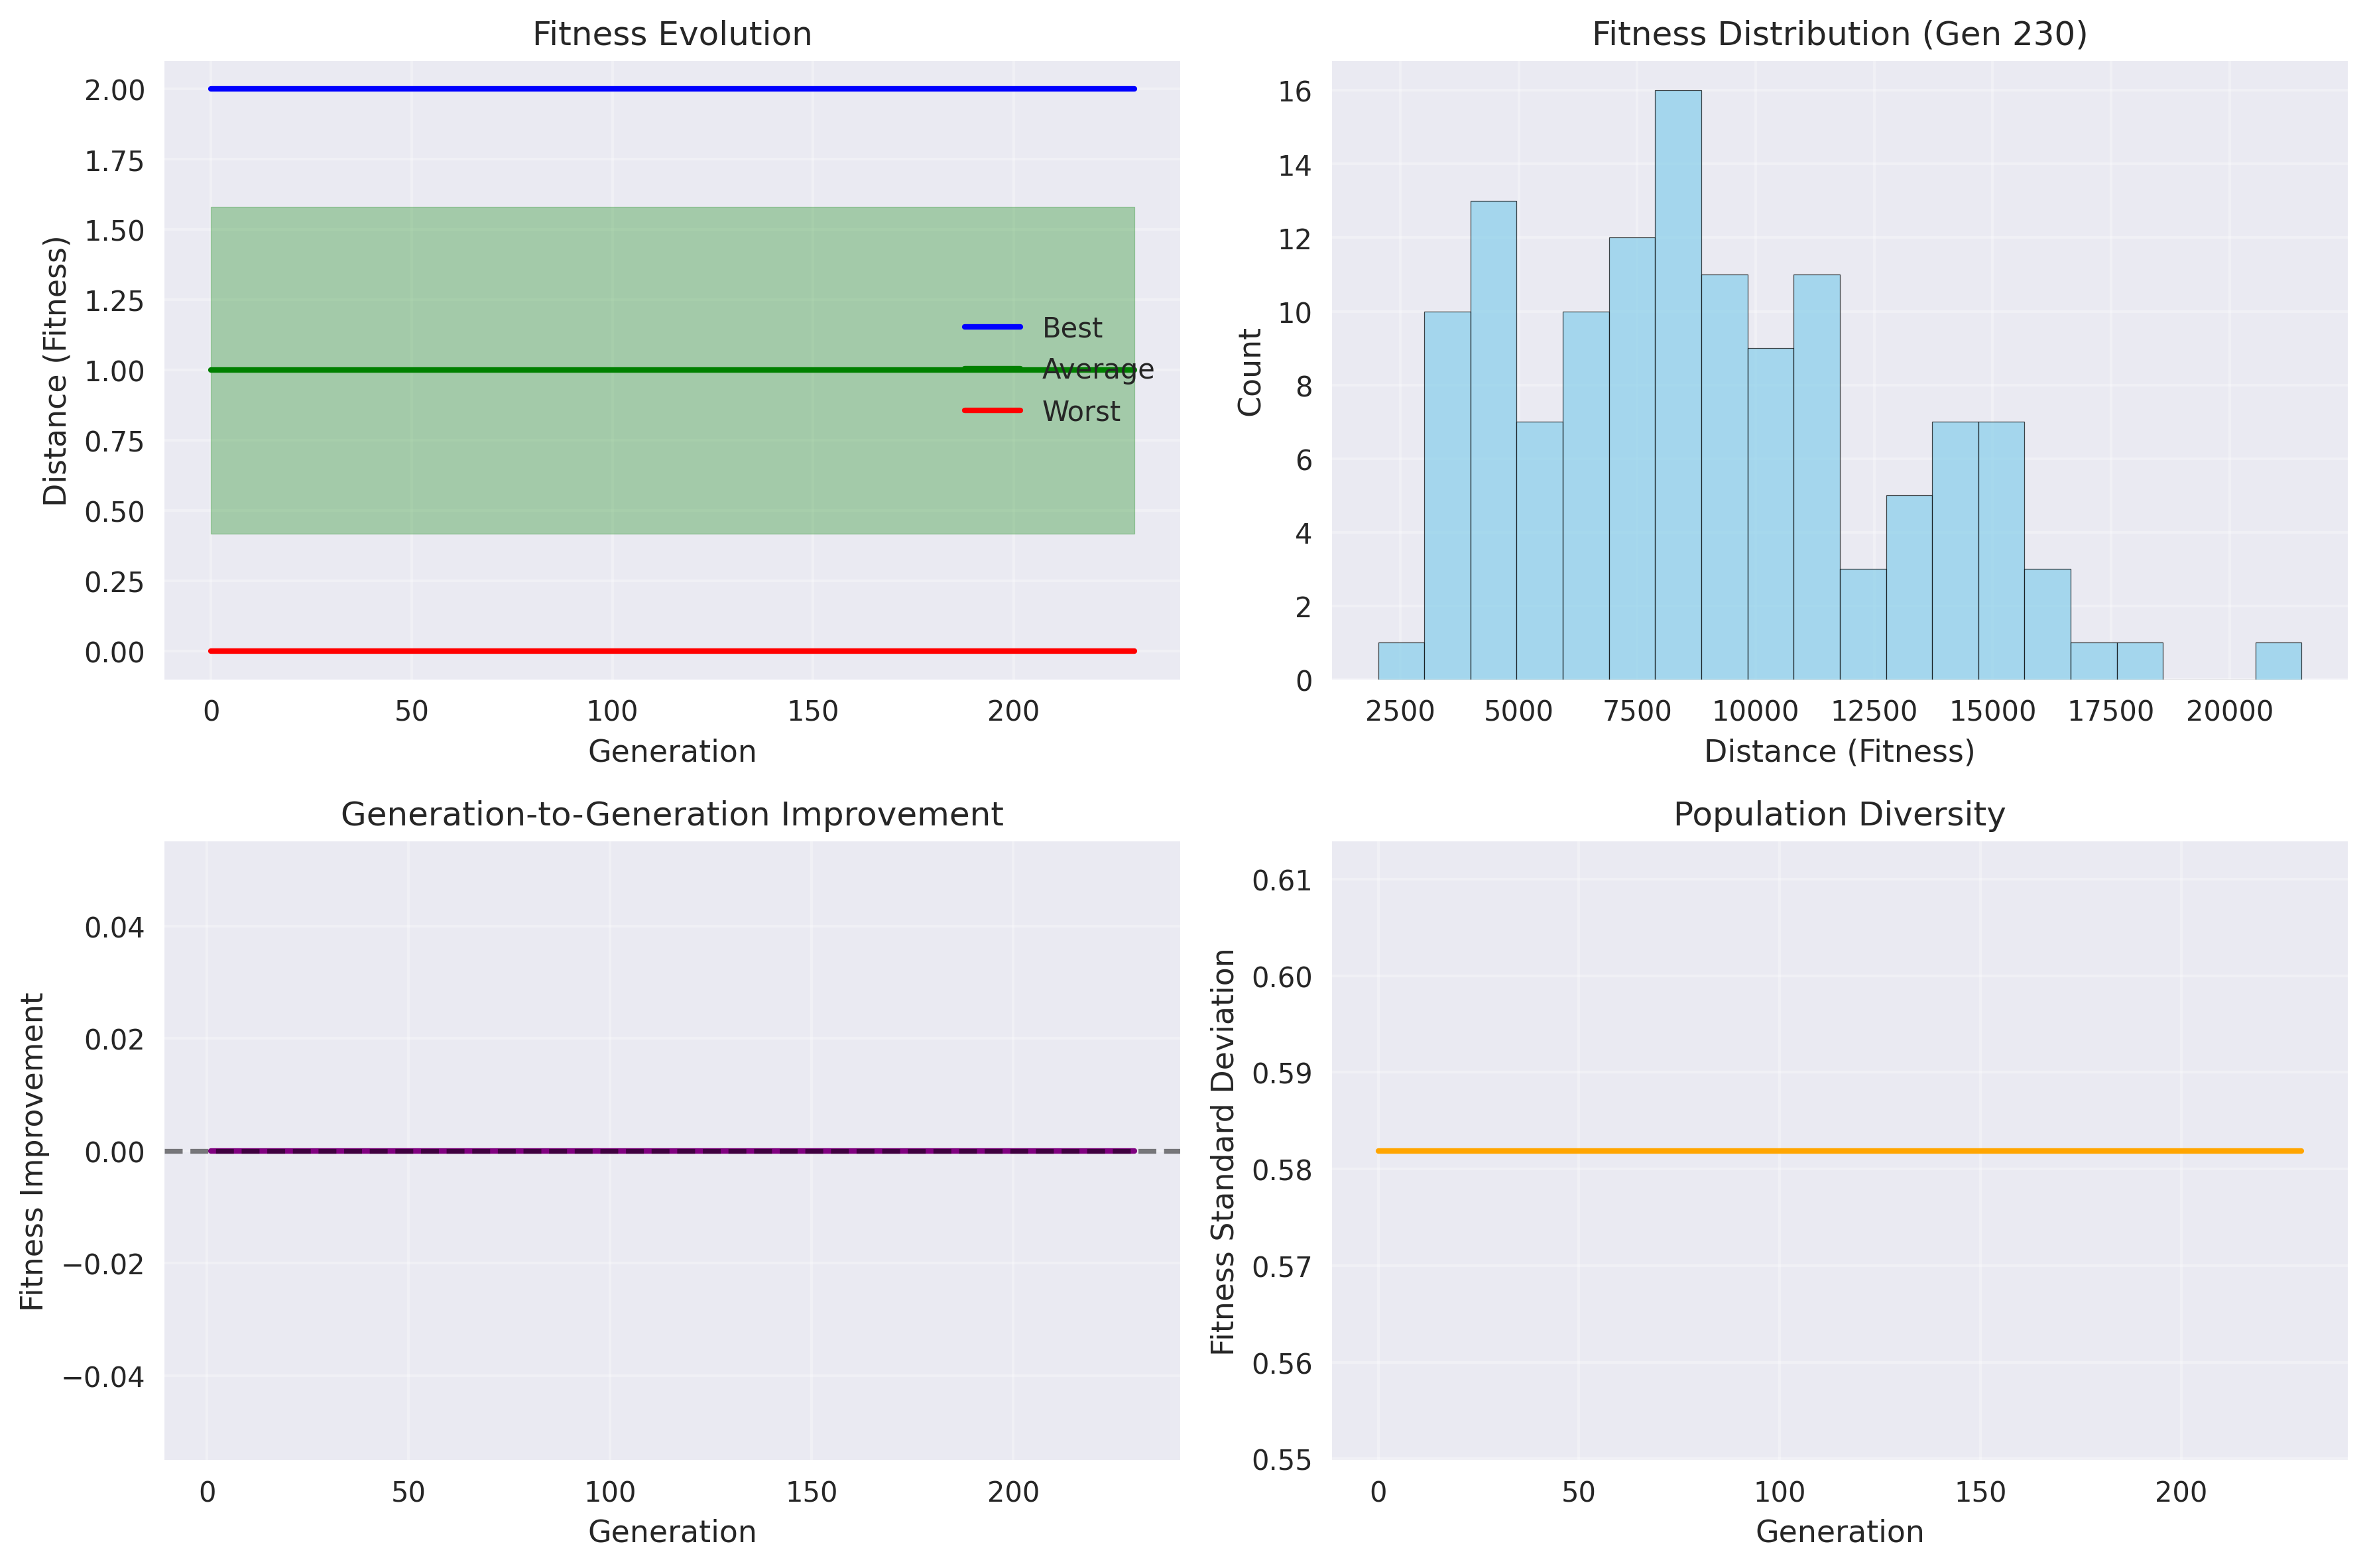 Fitness Evolution
Distance (Fitness)
2.00
1.75
1.50
1.25
1.00
0.75
0.50
0.25
0.00
Best
Average
Worst
0 50 100 150 200
Generation
Fitness Distribution (Gen 230)
Count
16
14
12
10
8
6
4
2
0
2500 5000 7500 10000 12500 15000 17500 20000
Distance (Fitness)
Generation-to-Generation Improvement
Fitness Improvement
0.04
0.02
0.00
−0.02
−0.04
0 50 100 150 200
Generation
Population Diversity
Fitness Standard Deviation
0.61
0.60
0.59
0.58
0.57
0.56
0.55
0 50 100 150 200
Generation